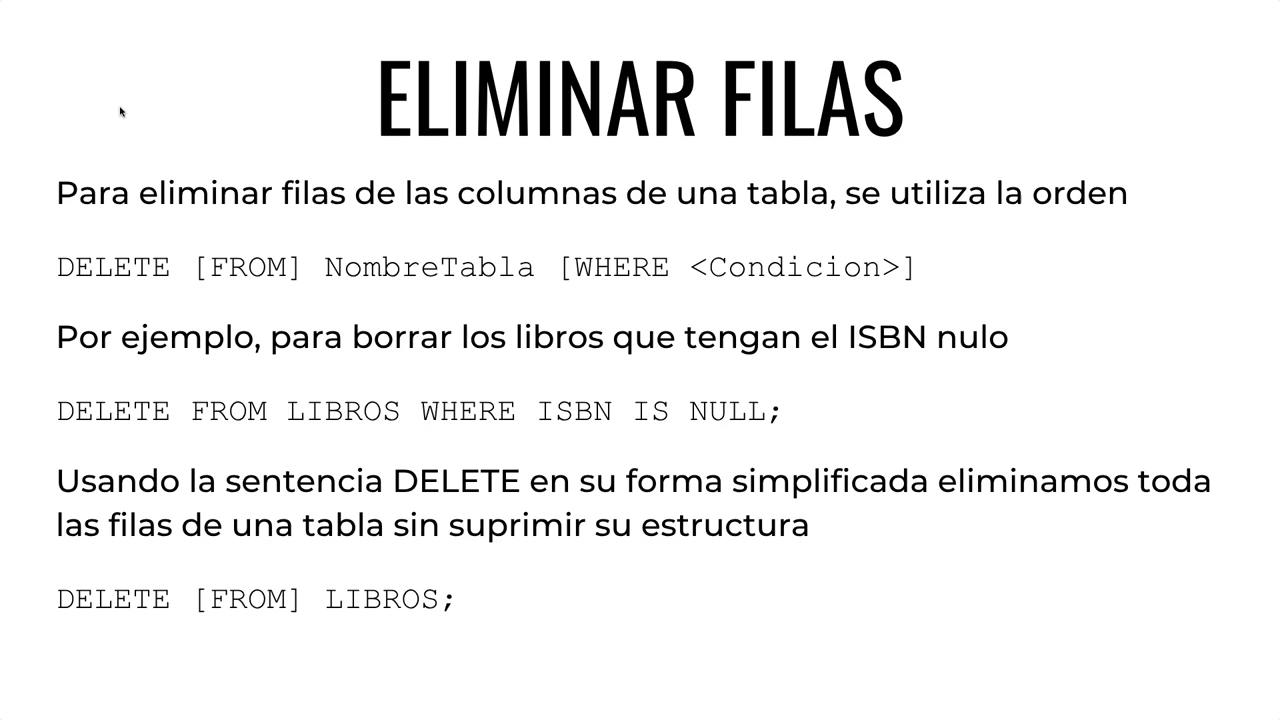 ELIMINAR FILAS
Para eliminar filas de las columnas de una tabla, se utiliza la orden
DELETE [FROM] NombreTabla [WHERE <Condicion>]
Por ejemplo, para borrar los libros que tengan el ISBN nulo
DELETE FROM LIBROS WHERE ISBN IS NULL;
Usando la sentencia DELETE en su forma simplificada eliminamos toda
las filas de una tabla sin suprimir su estructura
DELETE [FROM] LIBROS;